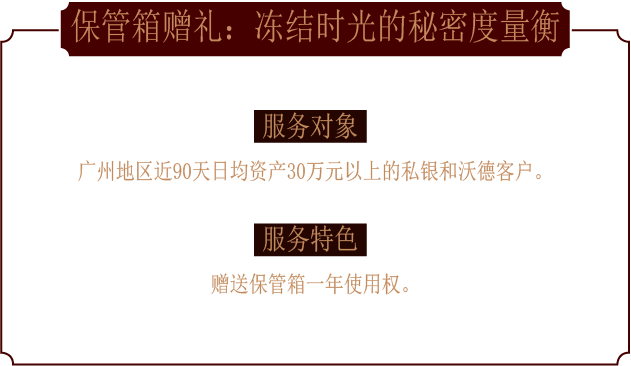 保管箱赠礼：冻结时光的秘密度量衡
服务对象
广州地区近90天日均资产30万元以上的私银和沃德客户。
服务特色
赠送保管箱一年使用权。